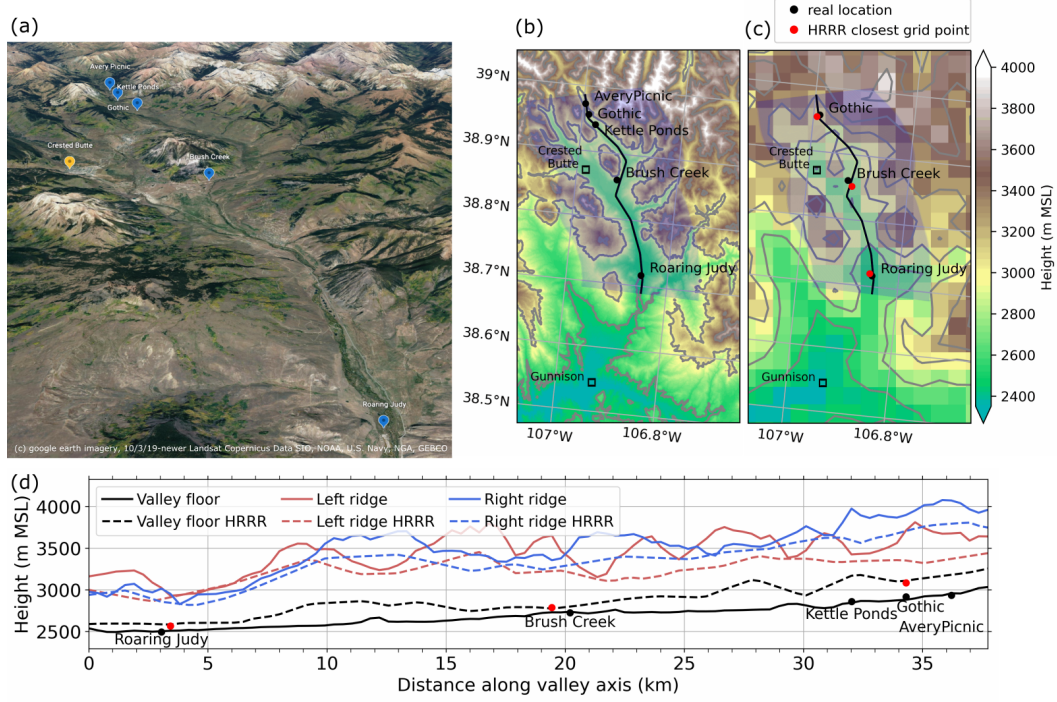 (a)
Avery Picnic
Kettle Ponds
Gothic
Crested Butte
Brush Creek
Roaring Judy
(c) google earth imagery, 10/3/19-newer Landsat Copernicus Data SIO, NOAA, U.S. Navy, NGA, GEBCO
(b)
39°N
38.9°N
38.8°N
38.7°N
38.6°N
38.5°N
AveryPicnic
Gothic
Kettle Ponds
Crested
Butte
Brush Creek
Roaring Judy
Gunnison
107°W
106.8°W
(c)
real location
HRRR closest grid point
Gothic
Crested
Butte
Brush Creek
Roaring Judy
Gunnison
107°W
106.8°W
4000
3800
3600
3400
3200
3000
2800
2600
2400
Height (m MSL)
(d)
Height (m MSL)
4000
3500
3000
2500
Valley floor
Left ridge
Right ridge
Valley floor HRRR
Left ridge HRRR
Right ridge HRRR
Roaring Judy
Brush Creek
Kettle Ponds
Gothic
AveryPicnic
0
5
10
15
20
25
30
35
Distance along valley axis (km)